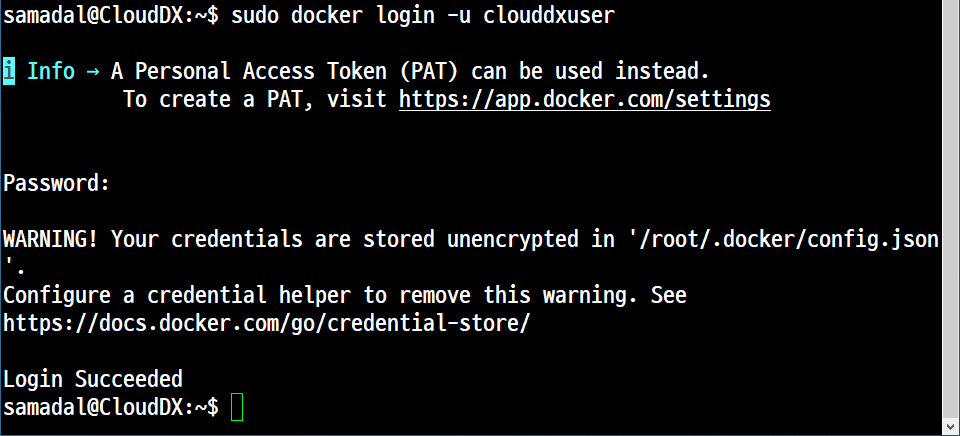 samadal@CloudDX:~$ sudo docker login -u clouddxuser
i Info → A Personal Access Token (PAT) can be used instead.
To create a PAT, visit https://app.docker.com/settings
Password:
WARNING! Your credentials are stored unencrypted in '/root/.docker/config.json
'.
Configure a credential helper to remove this warning. See
https://docs.docker.com/go/credential-store/
Login Succeeded
samadal@CloudDX:~$